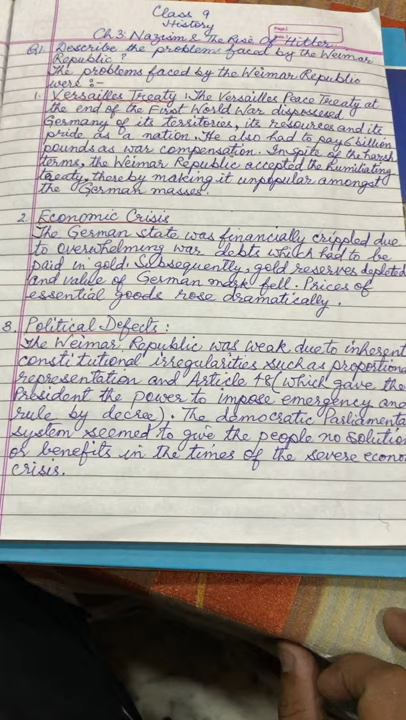 Class 9
History
Ch 3: Nazism & The Rise Of Hitler
Q1. Describe the problems faced by the Weimar
Republic?
The problems faced by the Weimar Republic
were :-
1. Versailles Treaty: The Versailles Peace Treaty at
the end of the First World War dispossesed
Germany of its territories, its resources and its
pride as a nation. He also had to pay 6 billion
pounds as war compensation. Inspite of the harsh
terms, the Weimar Republic accepted the humiliating
treaty, thereby making it unpopular amongst
the German masses.
2. Economic Crisis
The German state was financially crippled due
to overwhelming war debts which had to be
paid in gold. Subsequently, gold reserves depleted
and value of German mark fell. Prices of
essential goods rose dramatically.
3. Political Defects:
The Weimar Republic was weak due to inherent
constitutional irregularities such as proportiona
representation and Article 48 (which gave the
President the power to impose emergency and
rule by decree). The democratic Parliamenta
system seemed to give the people no solution
or benefits in the times of the severe econo
crisis.